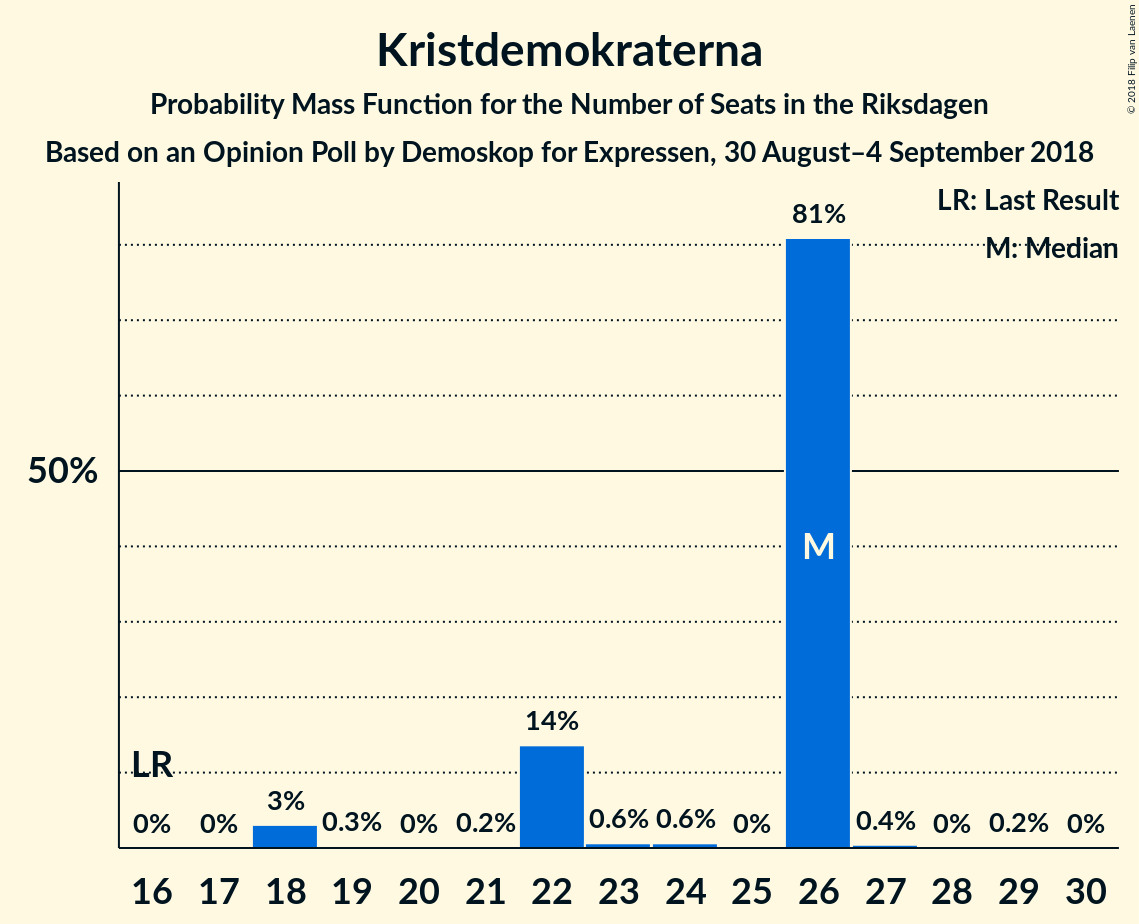 Kristdemokraterna
Probability Mass Function for the Number of Seats in the Riksdagen
Based on an Opinion Poll by Demoskop for Expressen, 30 August–4 September 2018
© 2018 Filip van Laenen
LR: Last Result
M: Median
81%
50%
M
14%
LR
0% 0% 3% 0.3% 0% 0.2% 0.6% 0.6% 0% 0.4% 0% 0.2% 0%
16 17 18 19 20 21 22 23 24 25 26 27 28 29 30